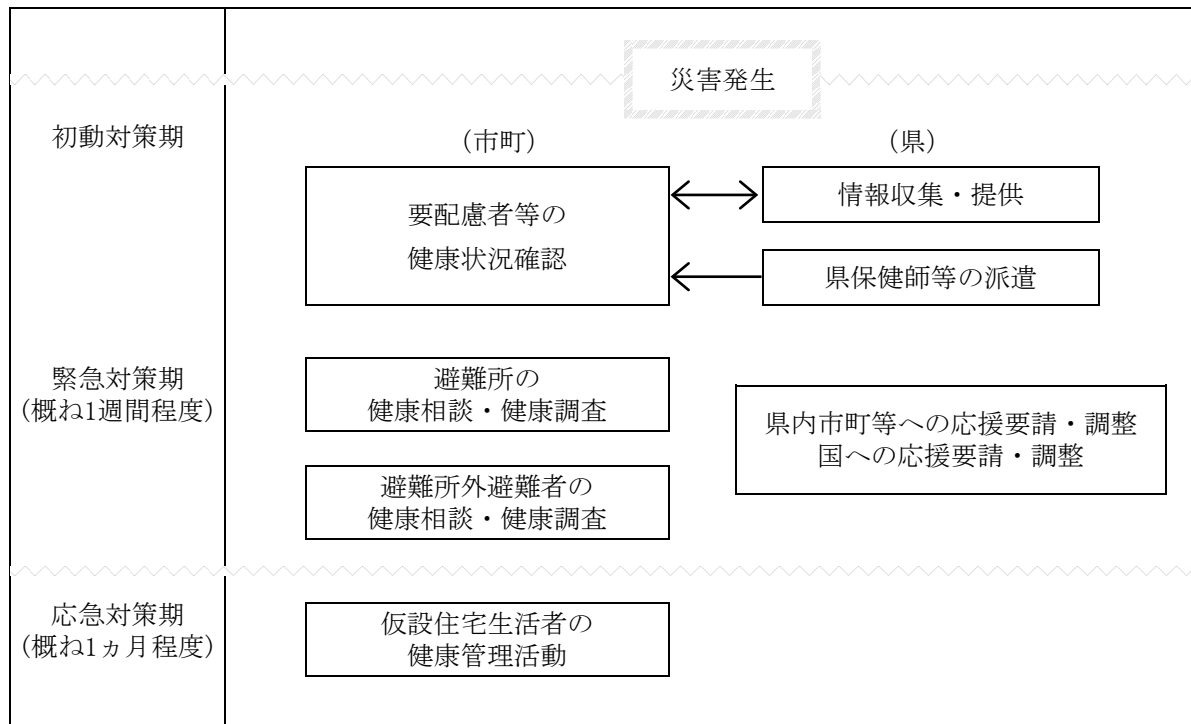 災害発生
初動対策期
(市町)
(県)
要配慮者等の
健康状況確認
情報収集・提供
県保健師等の派遣
緊急対策期
(概ね1週間程度)
避難所の
健康相談・健康調査
避難所外避難者の
健康相談・健康調査
県内市町等への応援要請・調整
国への応援要請・調整
応急対策期
(概ね1ヵ月程度)
仮設住宅生活者の
健康管理活動